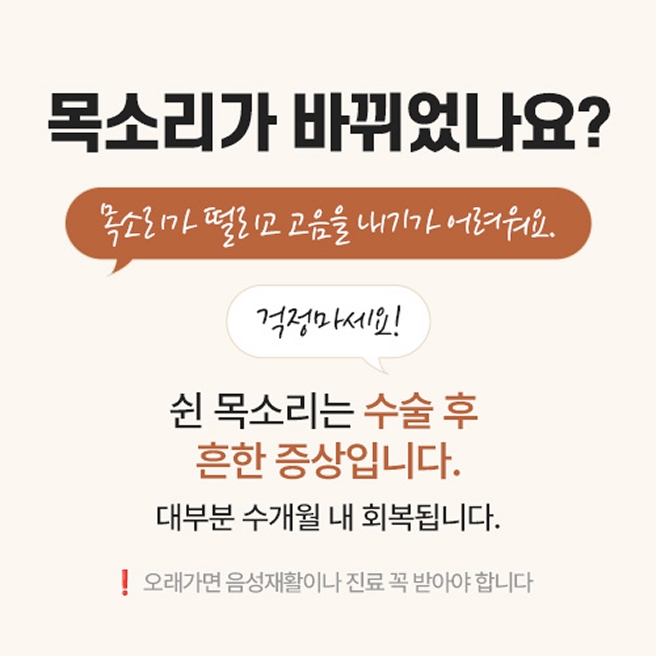 목소리가 바뀌었나요?
목소리가 떨리고 고음을 내기가 어려워요.
걱정마세요!
쉰 목소리는 수술 후
흔한 증상입니다.
대부분 수개월 내 회복됩니다.
❗ 오래가면 음성재활이나 진료 꼭 받아야 합니다